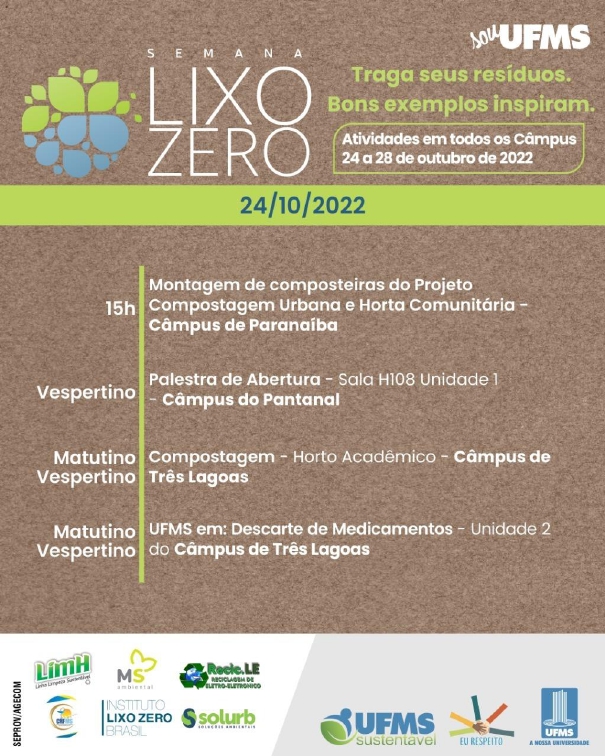 souUFMS
SEMANA
LIXO
ZERO
Traga seus resíduos.
Bons exemplos inspiram.
Atividades em todos os Câmpus
24 a 28 de outubro de 2022
24/10/2022
15h
Montagem de composteiras do Projeto
Compostagem Urbana e Horta Comunitária -
Câmpus de Paranaíba
Vespertino
Palestra de Abertura - Sala H108 Unidade 1
- Câmpus do Pantanal
Matutino
Vespertino
Compostagem - Horto Acadêmico - Câmpus de
Três Lagoas
Matutino
Vespertino
UFMS em: Descarte de Medicamentos - Unidade 2
do Câmpus de Três Lagoas
SEPROV/AGECOM
LimH
MS
ambiental
Recic.LE
RECICLAGEM DE
ELETRO-ELETRÔNICO
INSTITUTO
LIXO ZERO
BRASIL
solurb
SOLUÇÕES AMBIENTAIS
UFMS
sustentável
EU RESPEITO
UFMS
A NOSSA UNIVERSIDADE